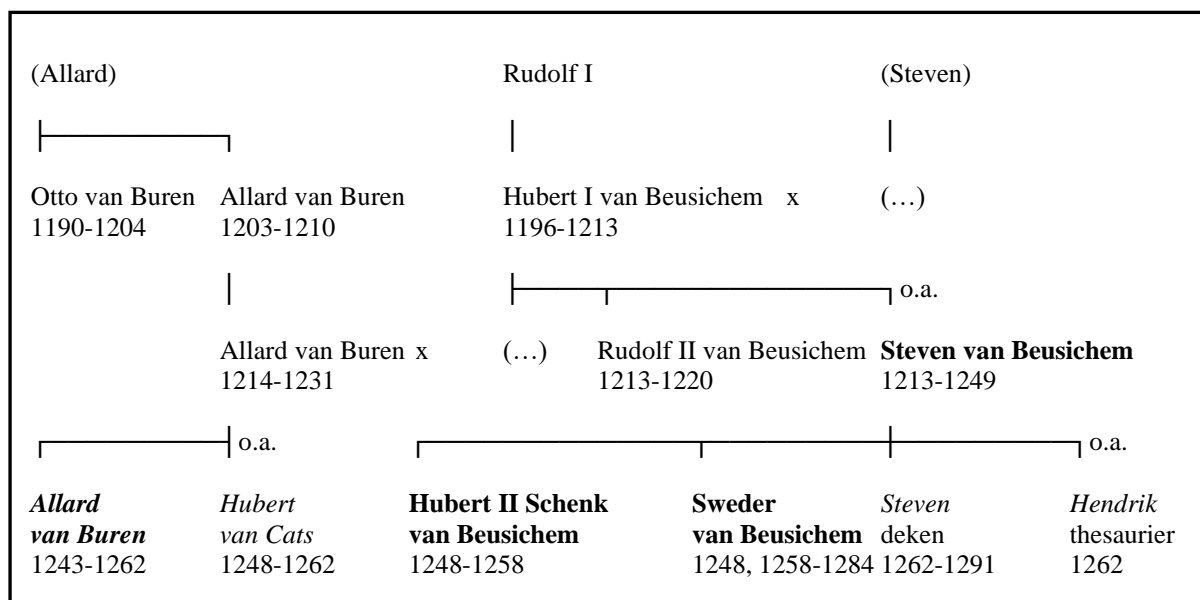 (Allard) Rudolf I (Steven)
Otto van Buren Allard van Buren Hubert I van Beusichem x (…)
1190-1204 1203-1210 1196-1213
o.a.
Allard van Buren x (…) Rudolf II van Beusichem Steven van Beusichem
1214-1231 1213-1220 1213-1249
o.a. o.a.
Allard Hubert Hubert II Schenk Sweder Steven Hendrik
van Buren van Cats van Beusichem van Beusichem deken thesaurier
1243-1262 1248-1262 1248-1258 1248, 1258-1284 1262-1291 1262